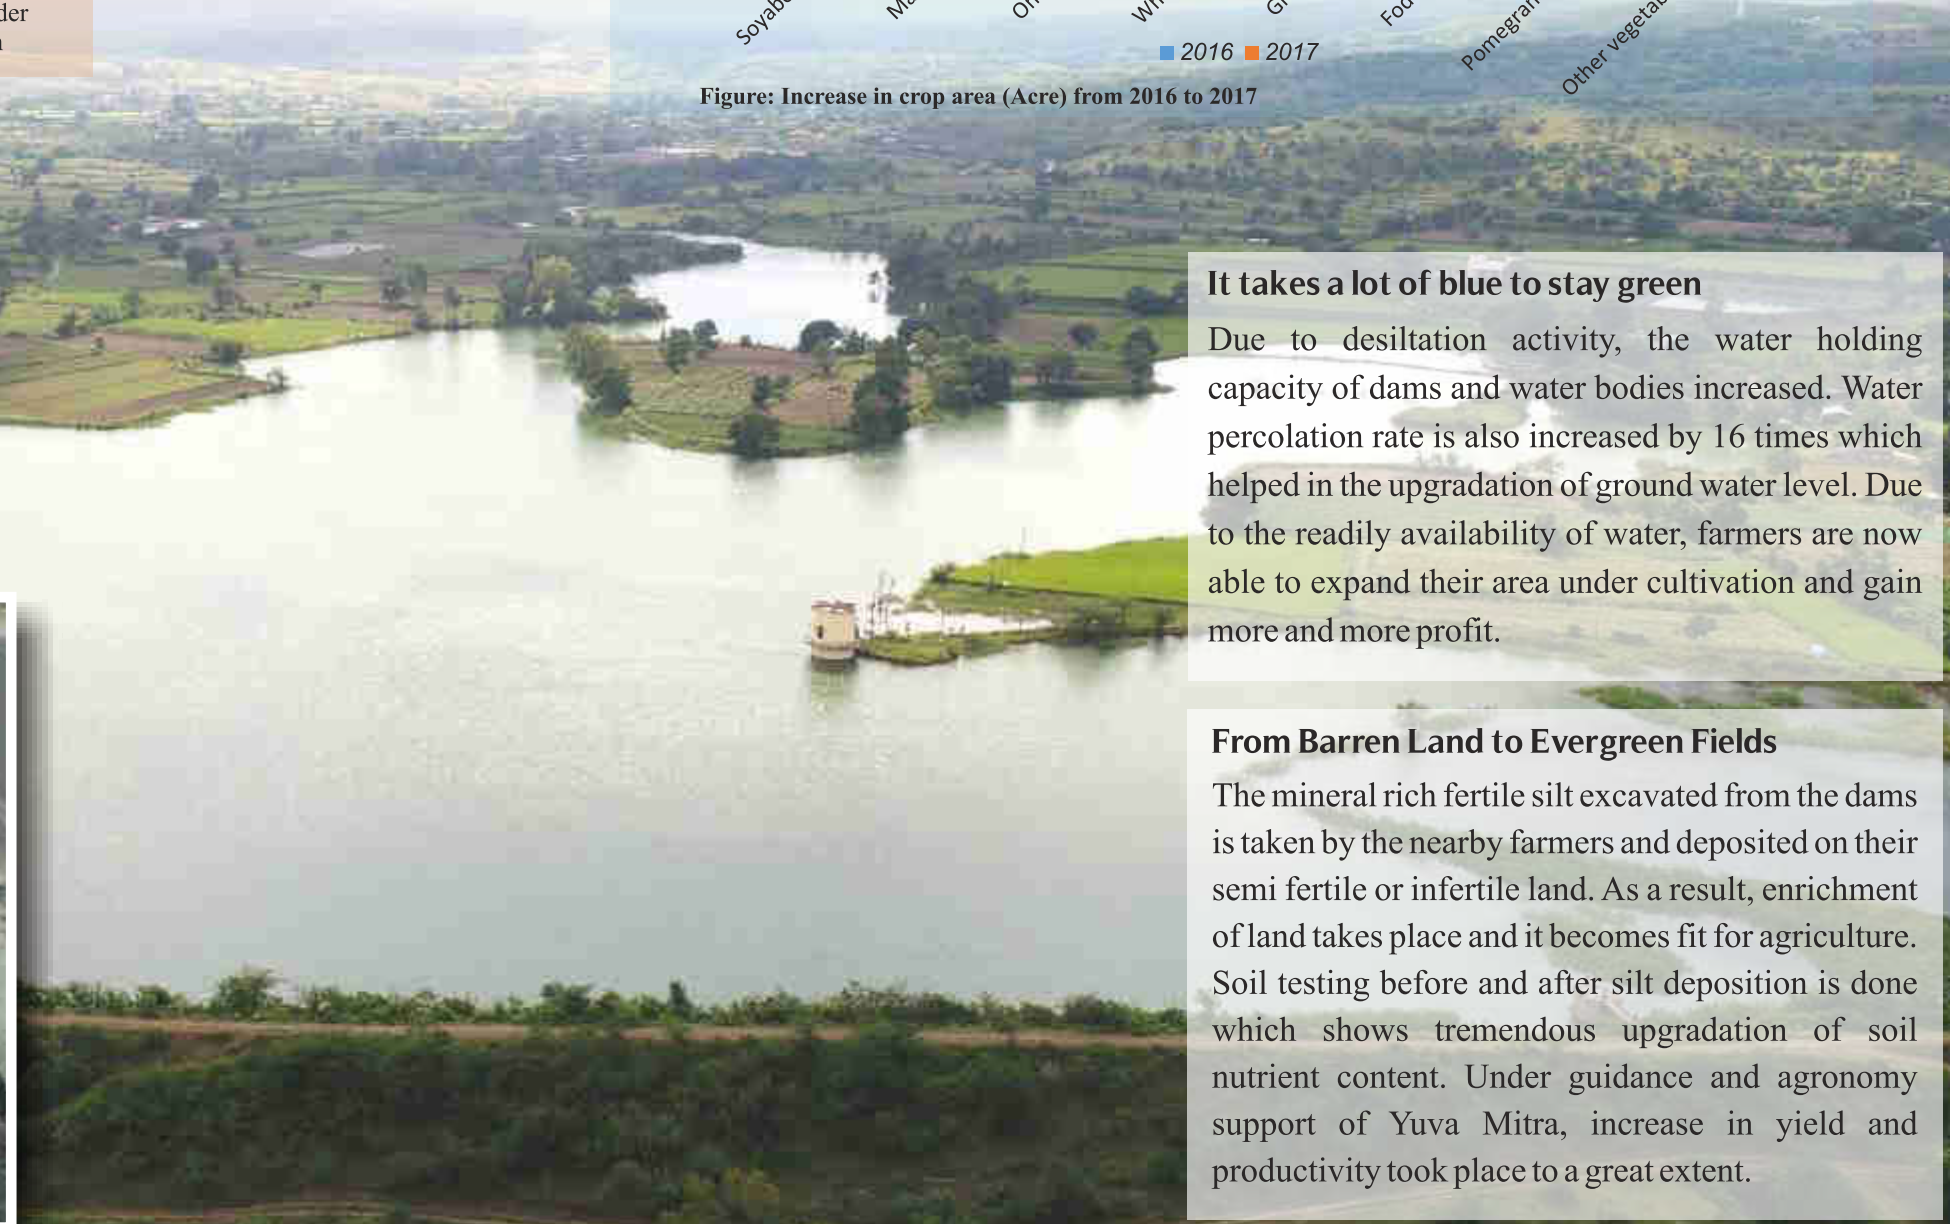 2016 2017
Figure: Increase in crop area (Acre) from 2016 to 2017
It takes a lot of blue to stay green
Due to desiltation activity, the water holding
capacity of dams and water bodies increased. Water
percolation rate is also increased by 16 times which
helped in the upgradation of ground water level. Due
to the readily availability of water, farmers are now
able to expand their area under cultivation and gain
more and more profit.
From Barren Land to Evergreen Fields
The mineral rich fertile silt excavated from the dams
is taken by the nearby farmers and deposited on their
semi fertile or infertile land. As a result, enrichment
of land takes place and it becomes fit for agriculture.
Soil testing before and after silt deposition is done
which shows tremendous upgradation of soil
nutrient content. Under guidance and agronomy
support of Yuva Mitra, increase in yield and
productivity took place to a great extent.